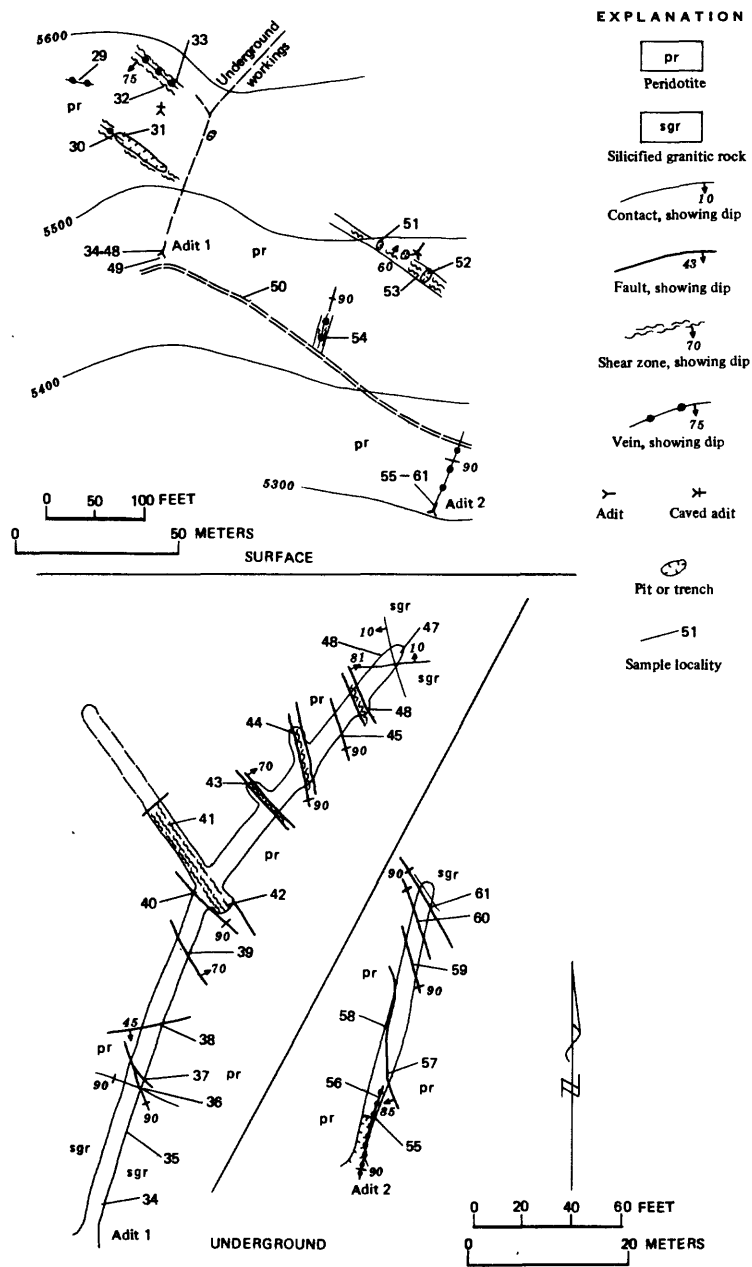 EXPLANATION
pr
Peridotite
sgr
Silicified granitic rock
10
Contact, showing dip
43
Fault, showing dip
70
Shear zone, showing dip
75
Vein, showing dip
Adit
Caved adit
Pit or trench
51
Sample locality
5600
33
29
75
Underground
workings
32
pr
31
30
5500
51
34-48
Adit 1
pr
60
52
49
53
50
90
54
5400
pr
90
55-61
5300
Adit 2
0 50 100 FEET
0 50 METERS
SURFACE
sgr
48
10
47
81
10
sgr
pr
44
48
45
90
70
43
90
41
pr
40
42
90
39
70
45
38
pr
37
pr
90
36
90
35
sgr
sgr
34
Adit 1
90
sgr
61
60
59
pr
90
58
57
56
pr
85
pr
55
90
Adit 2
N
UNDERGROUND
0 20 40 60 FEET
0 20 METERS